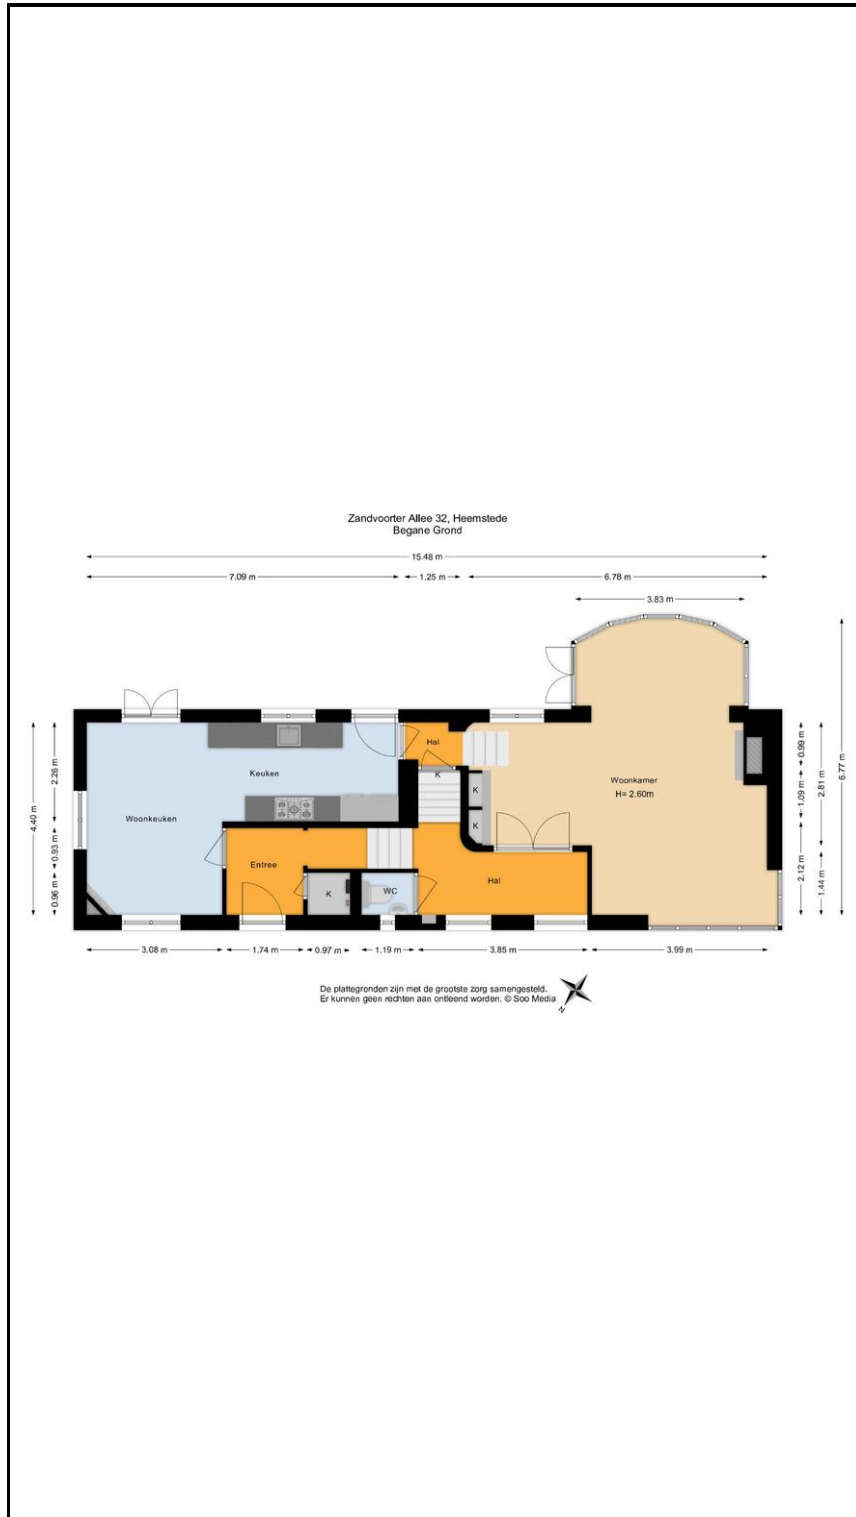 Zandvoorter Allee 32, Heemstede
Begane Grond
15.48 m
7.09 m
1.25 m
6.78 m
3.83 m
Hal
Keuken
K
Woonkamer
H= 2.60m
K
Woonkeuken
K
Entree
Hal
WC
K
4.40 m
2.26 m
0.93 m
0.96 m
0.99 m
1.09 m
2.12 m
2.81 m
1.44 m
6.77 m
3.08 m
1.74 m
0.97 m
1.19 m
3.85 m
3.99 m
De plattegronden zijn met de grootste zorg samengesteld.
Er kunnen geen rechten aan ontleend worden. © Soo Media
N